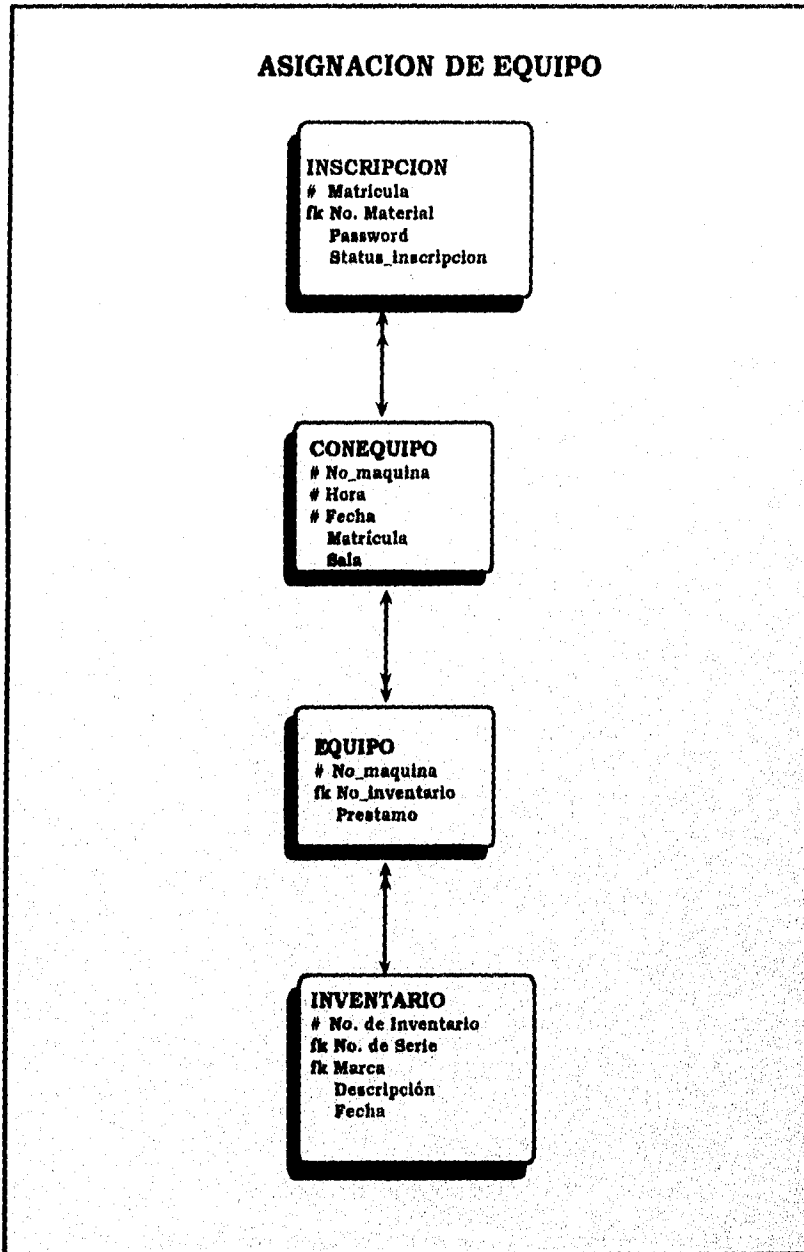 ASIGNACION DE EQUIPO
INSCRIPCION
# Matricula
fk No. Material
Password
Status_inscripcion
CONEQUIPO
# No_maquina
# Hora
# Fecha
Matricula
Sala
EQUIPO
# No_maquina
fk No_inventario
Prestamo
INVENTARIO
# No. de Inventario
fk No. de Serie
fk Marca
Descripción
Fecha